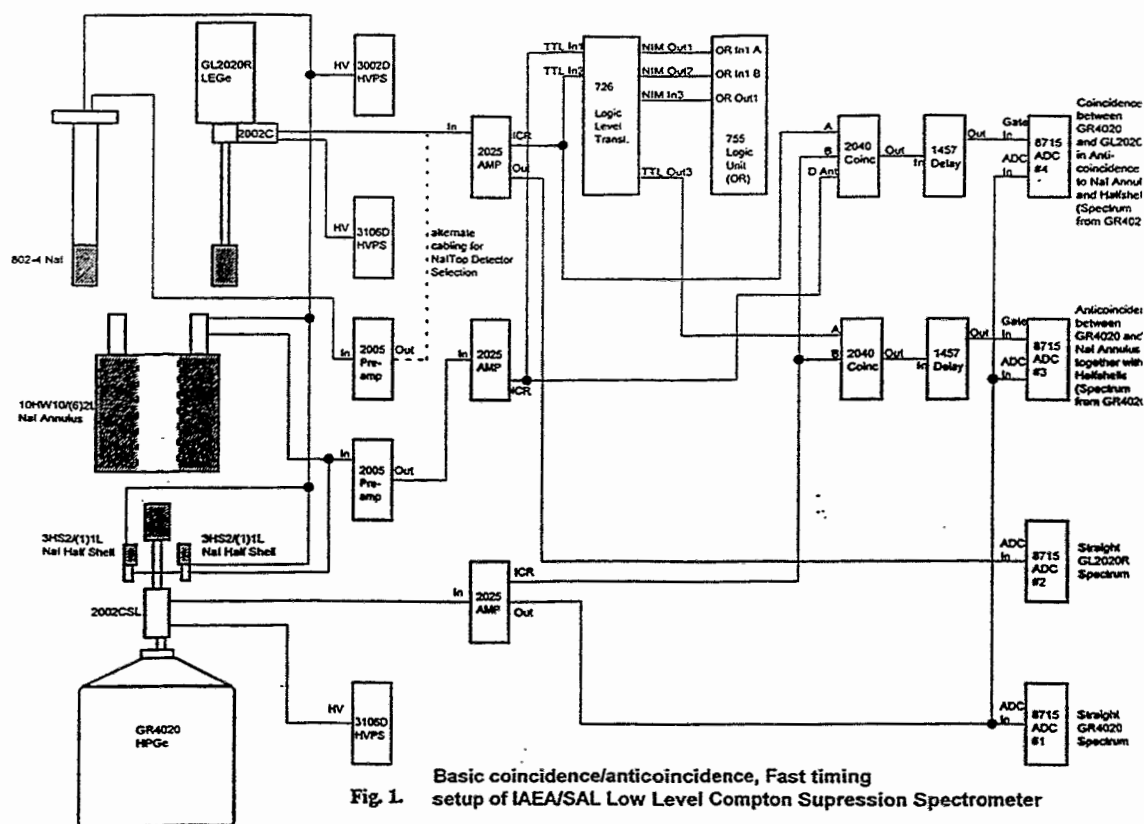 GL2020R
LEGe
2002C
HV
3002D
HVPS
HV
3106D
HVPS
802-4 NaI
alternate
cabling for
NaITop Detector
Selection
In
2025
AMP
ICR
Out
TTL In1
TTL In2
726
Logic
Level
Transl.
NIM Out1
NIM Out2
NIM In3
TTL Out3
OR In1 A
OR In1 B
OR Out1
755
Logic
Unit
(OR)
A
B
D Ant
2040
Coinc
Out
In
1457
Delay
Out
Gate
In
ADC
In
8715
ADC
#4
Coincidence
between
GR4020
and GL202C
in Anti-
coincidence
to NaI Annul
and Halfshel
(Spectrum
from GR402
10HW10/(6)2L
NaI Annulus
In
2005
Pre-
amp
Out
In
2025
AMP
ICR
In
2005
Pre-
amp
Out
A
B
2040
Coinc
Out
In
1457
Delay
Out
Gate
In
ADC
In
8715
ADC
#3
Anticoincider
between
GR4020 and
NaI Annulus
together with
Halfshells
(Spectrum
from GR4020
3HS2/(1)1L
NaI Half Shell
3HS2/(1)1L
NaI Half Shell
2002CSL
In
2025
AMP
ICR
Out
ADC
In
8715
ADC
#2
Straight
GL2020R
Spectrum
GR4020
HPGe
HV
3106D
HVPS
ADC
In
8715
ADC
#1
Straight
GR4020
Spectrum
Basic coincidence/anticoincidence, Fast timing
Fig. 1. setup of IAEA/SAL Low Level Compton Supression Spectrometer